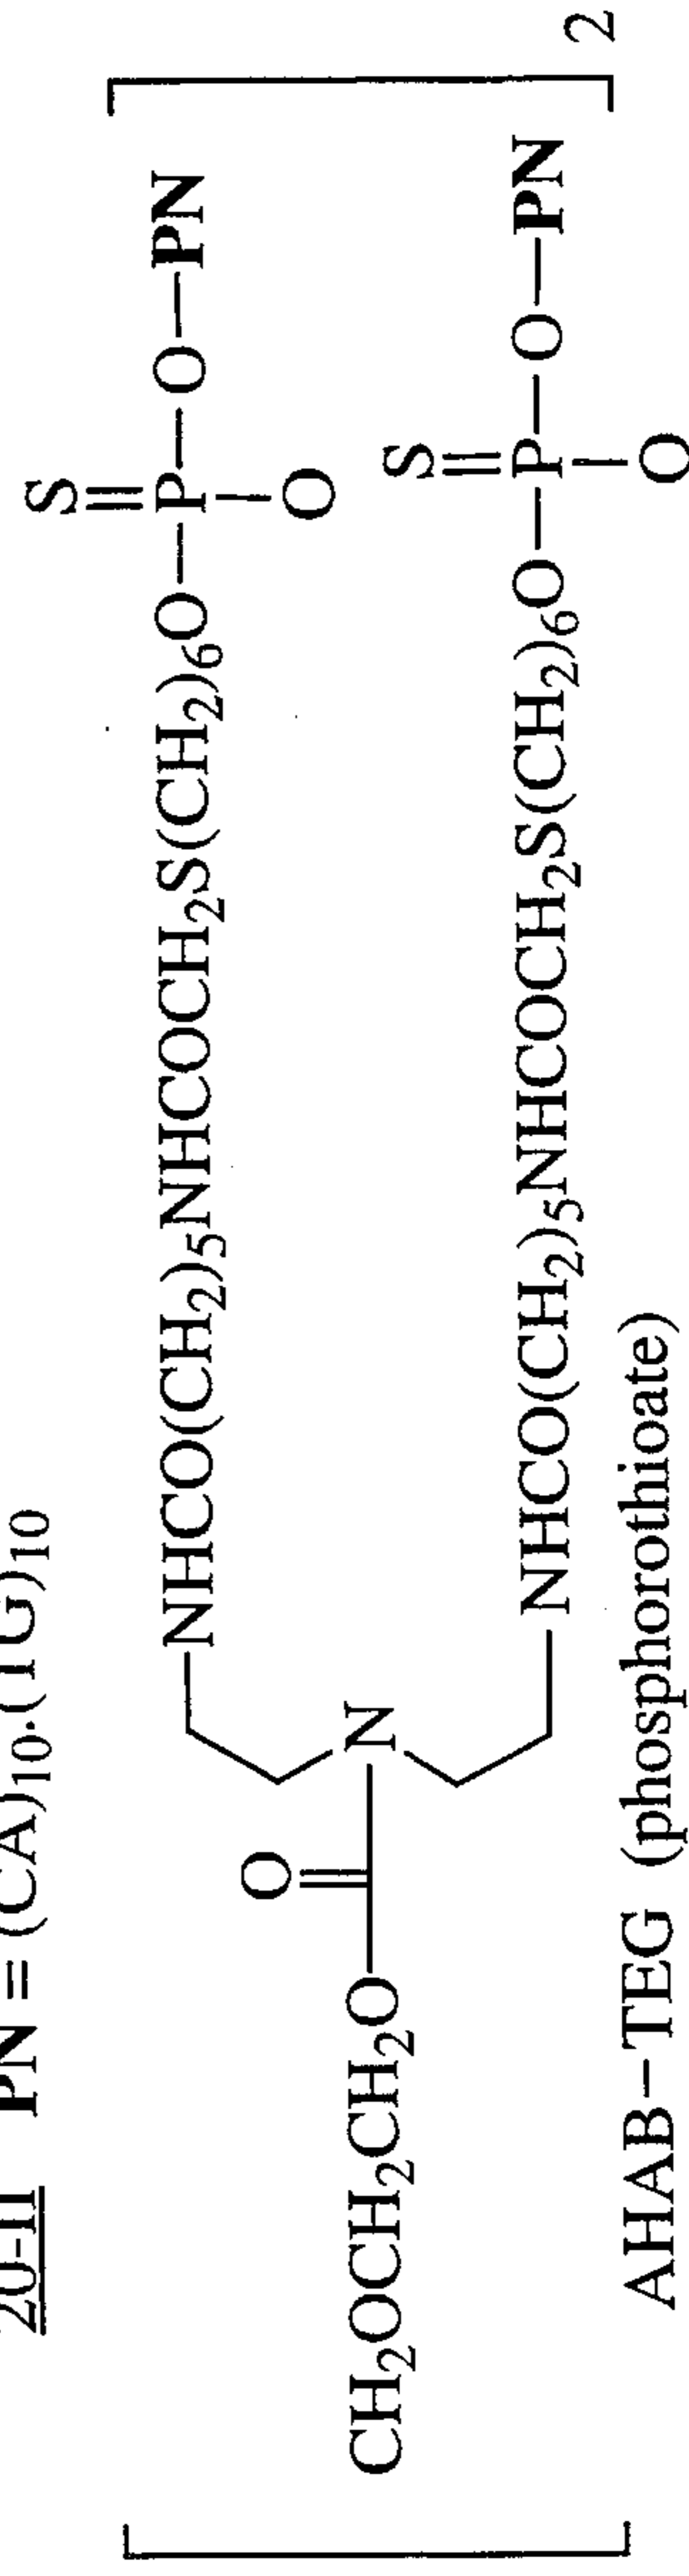 20-II PN = (CA)10·(TG)10
CH2OCH2CH2O
O
N
NHCO(CH2)5NHCOCH2S(CH2)6O–P–O–PN
S
O
NHCO(CH2)5NHCOCH2S(CH2)6O–P–O–PN
S
O
2
AHAB–TEG (phosphorothioate)